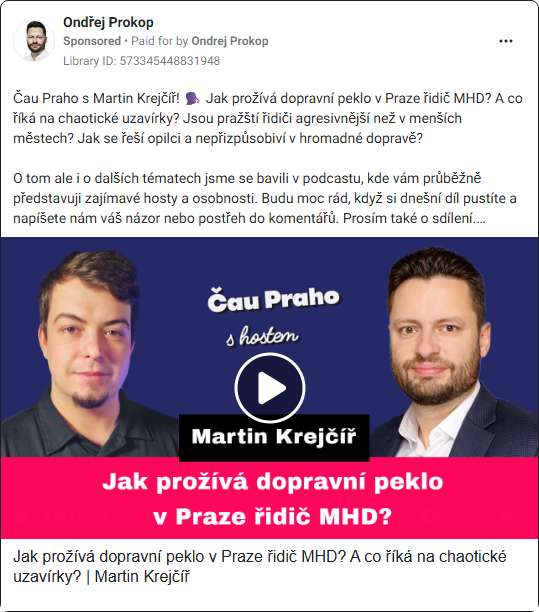 Ondřej Prokop
Sponsored • Paid for by Ondrej Prokop
Library ID: 573345448831948
Čau Praho s Martin Krejčíř! 🗣 Jak prožívá dopravní peklo v Praze řidič MHD? A co
říká na chaotické uzavírky? Jsou pražští řidiči agresivnější než v menších
městech? Jak se řeší opilci a nepřizpůsobiví v hromadné dopravě?
O tom ale i o dalších tématech jsme se bavili v podcastu, kde vám průběžně
představuji zajímavé hosty a osobnosti. Budu moc rád, když si dnešní díl pustíte a
napíšete nám váš názor nebo postřeh do komentářů. Prosím také o sdílení....
Čau Praho
s hostem
Martin Krejčíř
Jak prožívá dopravní peklo
v Praze řidič MHD?
Jak prožívá dopravní peklo v Praze řidič MHD? A co říká na chaotické
uzavírky? | Martin Krejčíř